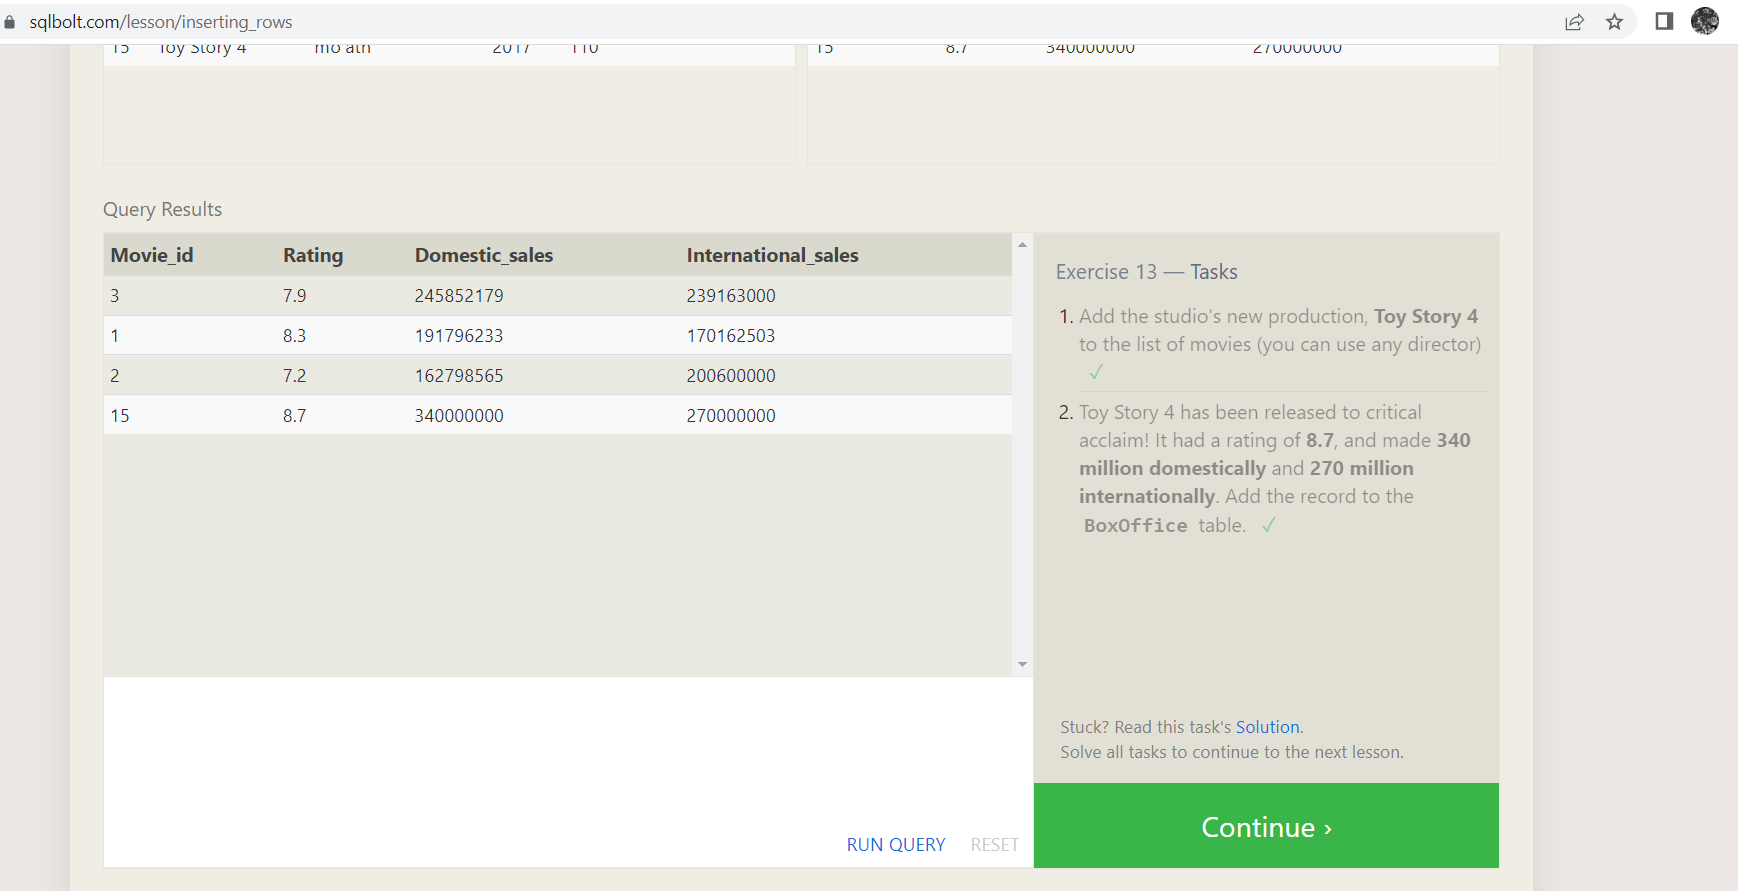 sqlbolt.com/lesson/inserting_rows
15 Toy Story 4 mo ath 2017 110
15 8.7 340000000 270000000
Query Results
Movie_id Rating Domestic_sales International_sales
3 7.9 245852179 239163000
1 8.3 191796233 170162503
2 7.2 162798565 200600000
15 8.7 340000000 270000000
RUN QUERY RESET
Exercise 13 — Tasks
1. Add the studio's new production, Toy Story 4
to the list of movies (you can use any director)
✓
2. Toy Story 4 has been released to critical
acclaim! It had a rating of 8.7, and made 340
million domestically and 270 million
internationally. Add the record to the
BoxOffice table. ✓
Stuck? Read this task's Solution.
Solve all tasks to continue to the next lesson.
Continue ›